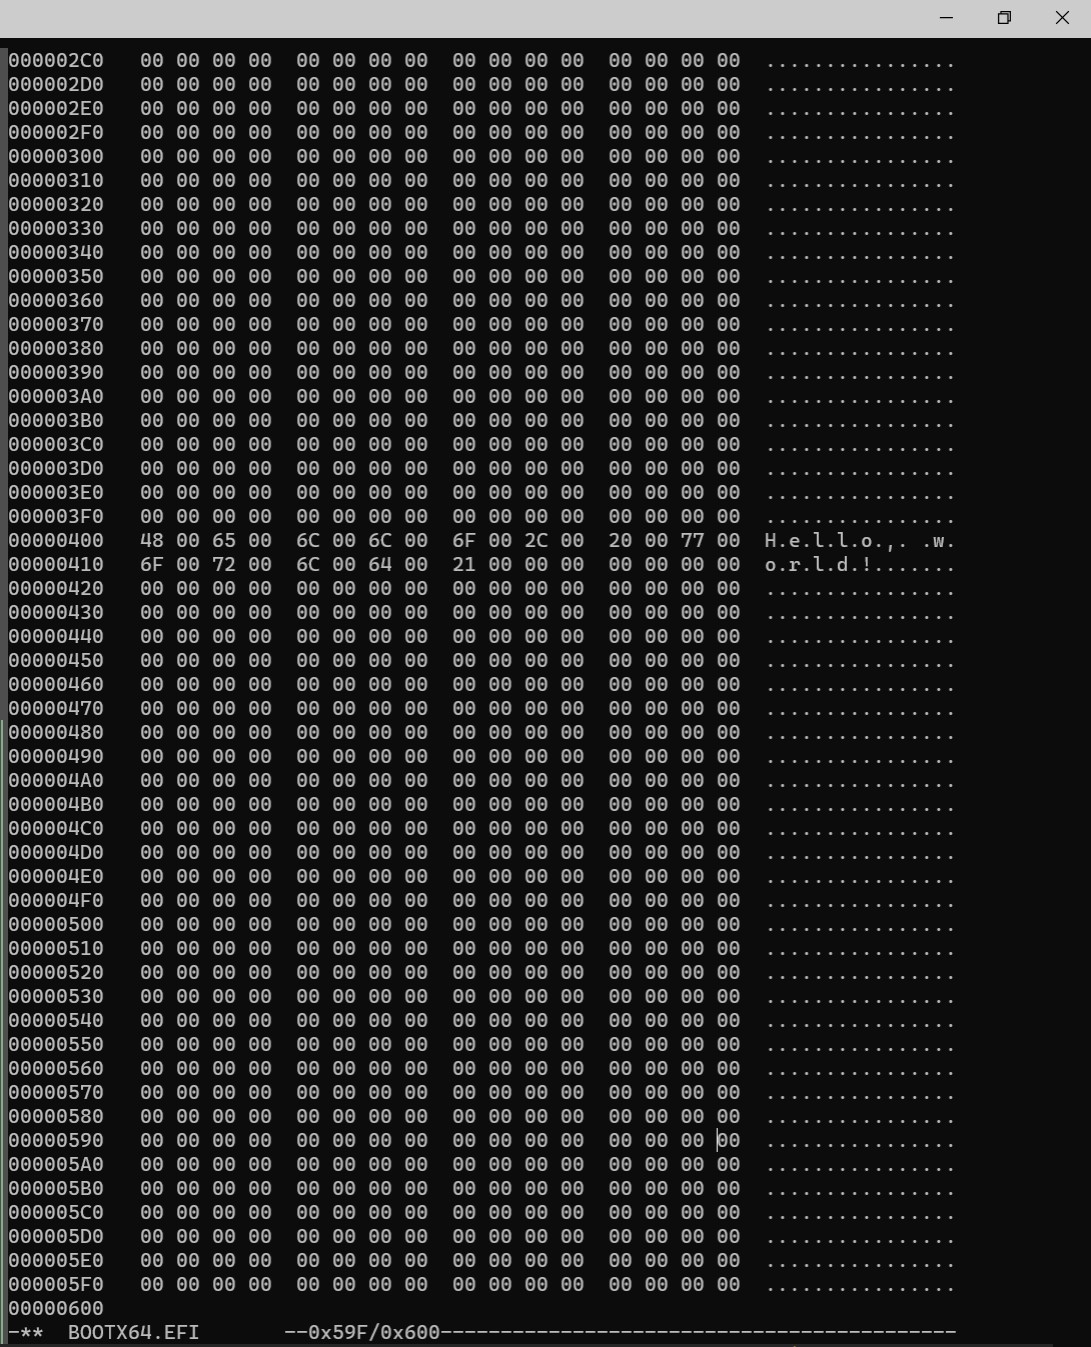 000002C0   00 00 00 00  00 00 00 00  00 00 00 00  00 00 00 00  ................
000002D0   00 00 00 00  00 00 00 00  00 00 00 00  00 00 00 00  ................
000002E0   00 00 00 00  00 00 00 00  00 00 00 00  00 00 00 00  ................
000002F0   00 00 00 00  00 00 00 00  00 00 00 00  00 00 00 00  ................
00000300   00 00 00 00  00 00 00 00  00 00 00 00  00 00 00 00  ................
00000310   00 00 00 00  00 00 00 00  00 00 00 00  00 00 00 00  ................
00000320   00 00 00 00  00 00 00 00  00 00 00 00  00 00 00 00  ................
00000330   00 00 00 00  00 00 00 00  00 00 00 00  00 00 00 00  ................
00000340   00 00 00 00  00 00 00 00  00 00 00 00  00 00 00 00  ................
00000350   00 00 00 00  00 00 00 00  00 00 00 00  00 00 00 00  ................
00000360   00 00 00 00  00 00 00 00  00 00 00 00  00 00 00 00  ................
00000370   00 00 00 00  00 00 00 00  00 00 00 00  00 00 00 00  ................
00000380   00 00 00 00  00 00 00 00  00 00 00 00  00 00 00 00  ................
00000390   00 00 00 00  00 00 00 00  00 00 00 00  00 00 00 00  ................
000003A0   00 00 00 00  00 00 00 00  00 00 00 00  00 00 00 00  ................
000003B0   00 00 00 00  00 00 00 00  00 00 00 00  00 00 00 00  ................
000003C0   00 00 00 00  00 00 00 00  00 00 00 00  00 00 00 00  ................
000003D0   00 00 00 00  00 00 00 00  00 00 00 00  00 00 00 00  ................
000003E0   00 00 00 00  00 00 00 00  00 00 00 00  00 00 00 00  ................
000003F0   00 00 00 00  00 00 00 00  00 00 00 00  00 00 00 00  ................
00000400   48 00 65 00  6C 00 6C 00  6F 00 2C 00  20 00 77 00  H.e.l.l.o.,. .w.
00000410   6F 00 72 00  6C 00 64 00  21 00 00 00  00 00 00 00  o.r.l.d.!.......
00000420   00 00 00 00  00 00 00 00  00 00 00 00  00 00 00 00  ................
00000430   00 00 00 00  00 00 00 00  00 00 00 00  00 00 00 00  ................
00000440   00 00 00 00  00 00 00 00  00 00 00 00  00 00 00 00  ................
00000450   00 00 00 00  00 00 00 00  00 00 00 00  00 00 00 00  ................
00000460   00 00 00 00  00 00 00 00  00 00 00 00  00 00 00 00  ................
00000470   00 00 00 00  00 00 00 00  00 00 00 00  00 00 00 00  ................
00000480   00 00 00 00  00 00 00 00  00 00 00 00  00 00 00 00  ................
00000490   00 00 00 00  00 00 00 00  00 00 00 00  00 00 00 00  ................
000004A0   00 00 00 00  00 00 00 00  00 00 00 00  00 00 00 00  ................
000004B0   00 00 00 00  00 00 00 00  00 00 00 00  00 00 00 00  ................
000004C0   00 00 00 00  00 00 00 00  00 00 00 00  00 00 00 00  ................
000004D0   00 00 00 00  00 00 00 00  00 00 00 00  00 00 00 00  ................
000004E0   00 00 00 00  00 00 00 00  00 00 00 00  00 00 00 00  ................
000004F0   00 00 00 00  00 00 00 00  00 00 00 00  00 00 00 00  ................
00000500   00 00 00 00  00 00 00 00  00 00 00 00  00 00 00 00  ................
00000510   00 00 00 00  00 00 00 00  00 00 00 00  00 00 00 00  ................
00000520   00 00 00 00  00 00 00 00  00 00 00 00  00 00 00 00  ................
00000530   00 00 00 00  00 00 00 00  00 00 00 00  00 00 00 00  ................
00000540   00 00 00 00  00 00 00 00  00 00 00 00  00 00 00 00  ................
00000550   00 00 00 00  00 00 00 00  00 00 00 00  00 00 00 00  ................
00000560   00 00 00 00  00 00 00 00  00 00 00 00  00 00 00 00  ................
00000570   00 00 00 00  00 00 00 00  00 00 00 00  00 00 00 00  ................
00000580   00 00 00 00  00 00 00 00  00 00 00 00  00 00 00 00  ................
00000590   00 00 00 00  00 00 00 00  00 00 00 00  00 00 00 00  ................
000005A0   00 00 00 00  00 00 00 00  00 00 00 00  00 00 00 00  ................
000005B0   00 00 00 00  00 00 00 00  00 00 00 00  00 00 00 00  ................
000005C0   00 00 00 00  00 00 00 00  00 00 00 00  00 00 00 00  ................
000005D0   00 00 00 00  00 00 00 00  00 00 00 00  00 00 00 00  ................
000005E0   00 00 00 00  00 00 00 00  00 00 00 00  00 00 00 00  ................
000005F0   00 00 00 00  00 00 00 00  00 00 00 00  00 00 00 00  ................
00000600
-**  BOOTX64.EFI       --0x59F/0x600-------------------------------------------